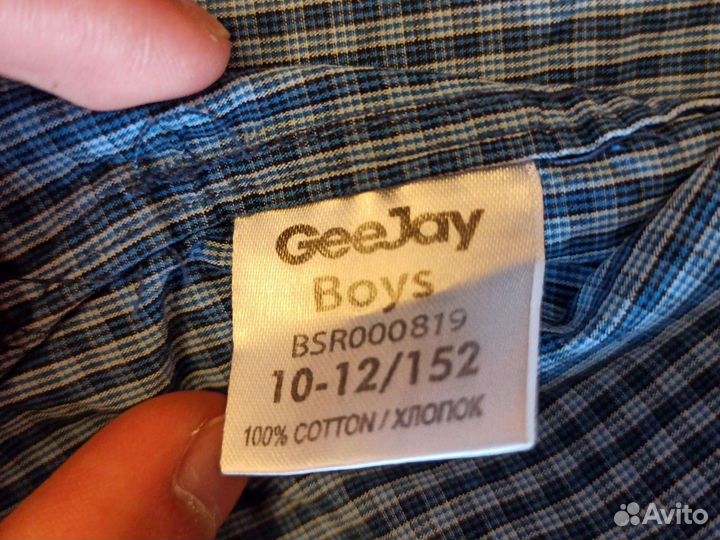 GeeJay
Boys
BSR000819
10-12/152
100% COTTON / ХЛОПОК
Avito